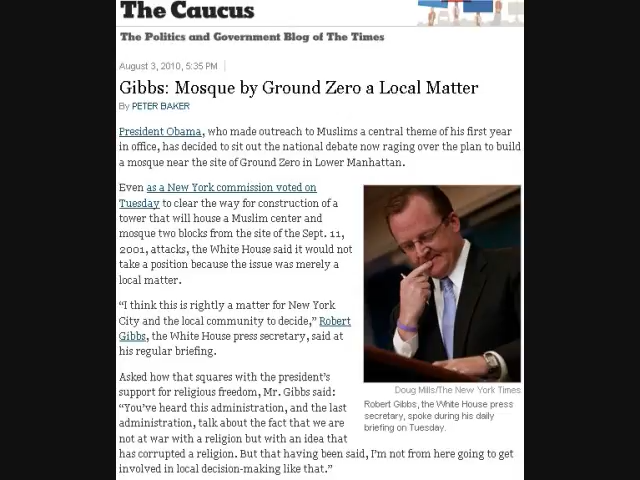 The Caucus
The Politics and Government Blog of The Times
August 3, 2010, 5:35 PM
Gibbs: Mosque by Ground Zero a Local Matter
By PETER BAKER
President Obama, who made outreach to Muslims a central theme of his first year
in office, has decided to sit out the national debate now raging over the plan to build
a mosque near the site of Ground Zero in Lower Manhattan.
Even as a New York commission voted on
Tuesday to clear the way for construction of a
tower that will house a Muslim center and
mosque two blocks from the site of the Sept. 11,
2001, attacks, the White House said it would not
take a position because the issue was merely a
local matter.
“I think this is rightly a matter for New York
City and the local community to decide,” Robert
Gibbs, the White House press secretary, said at
his regular briefing.
Asked how that squares with the president’s
support for religious freedom, Mr. Gibbs said:
“You’ve heard this administration, and the last
administration, talk about the fact that we are
not at war with a religion but with an idea that
has corrupted a religion. But that having been said, I’m not from here going to get
involved in local decision-making like that.”
Doug Mills/The New York Times
Robert Gibbs, the White House press
secretary, spoke during his daily
briefing on Tuesday.